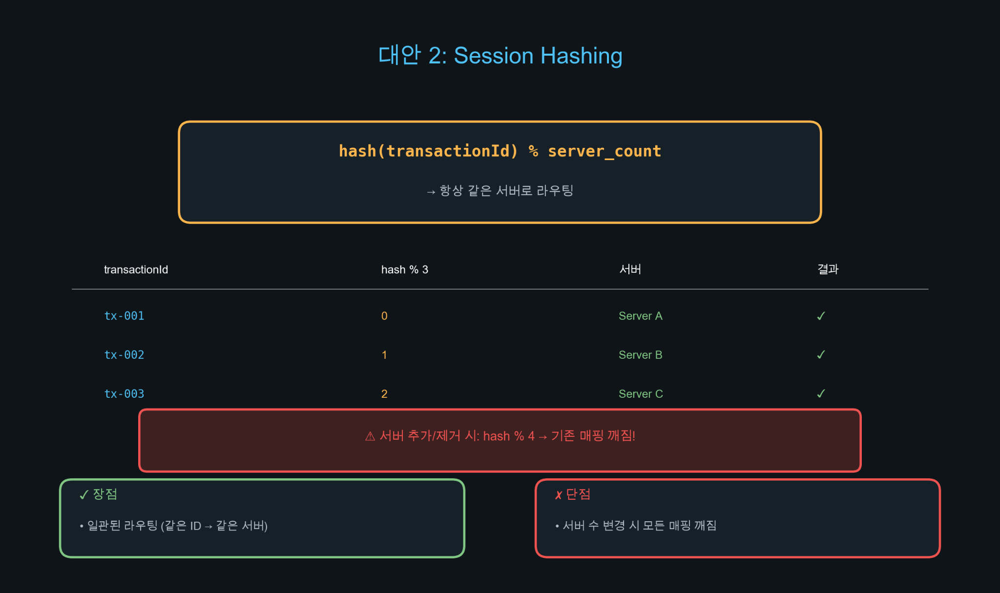 대안 2: Session Hashing
hash(transactionId) % server_count
→ 항상 같은 서버로 라우팅
transactionId hash % 3 서버 결과
tx-001 0 Server A ✓
tx-002 1 Server B ✓
tx-003 2 Server C ✓
⚠ 서버 추가/제거 시: hash % 4 → 기존 매핑 깨짐!
✓ 장점
• 일관된 라우팅 (같은 ID → 같은 서버)
✗ 단점
• 서버 수 변경 시 모든 매핑 깨짐